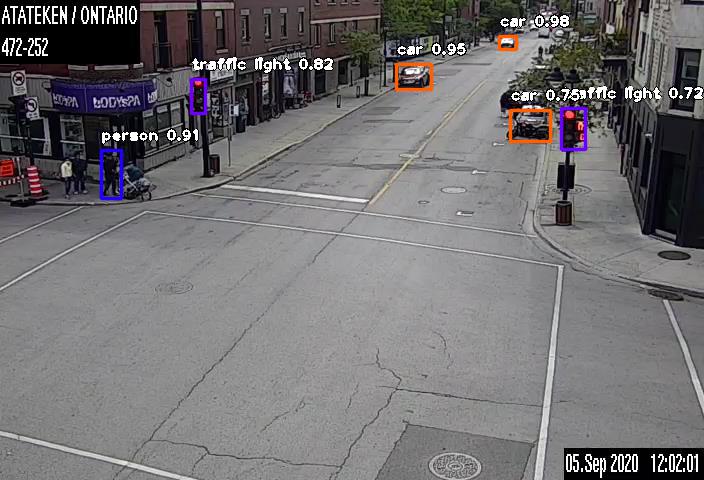 ATATEKEN / ONTARIO
472-252
car 0.98
car 0.95
traffic light 0.82
car 0.75
traffic light 0.72
person 0.91
BODYSPA
05.Sep 2020 12:02:01